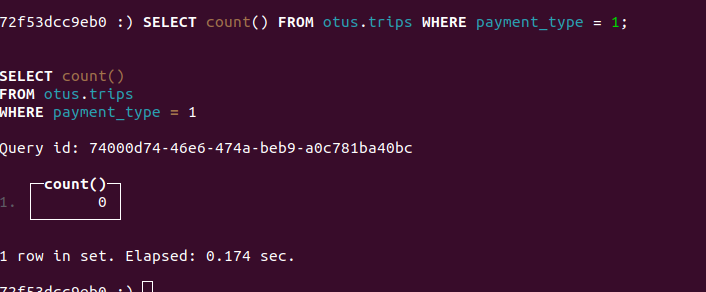 72f53dcc9eb0 :) SELECT count() FROM otus.trips WHERE payment_type = 1;
SELECT count()
FROM otus.trips
WHERE payment_type = 1
Query id: 74000d74-46e6-474a-beb9-a0c781ba40bc
count()
1. 0
1 row in set. Elapsed: 0.174 sec.
72f53dcc9eb0 :)